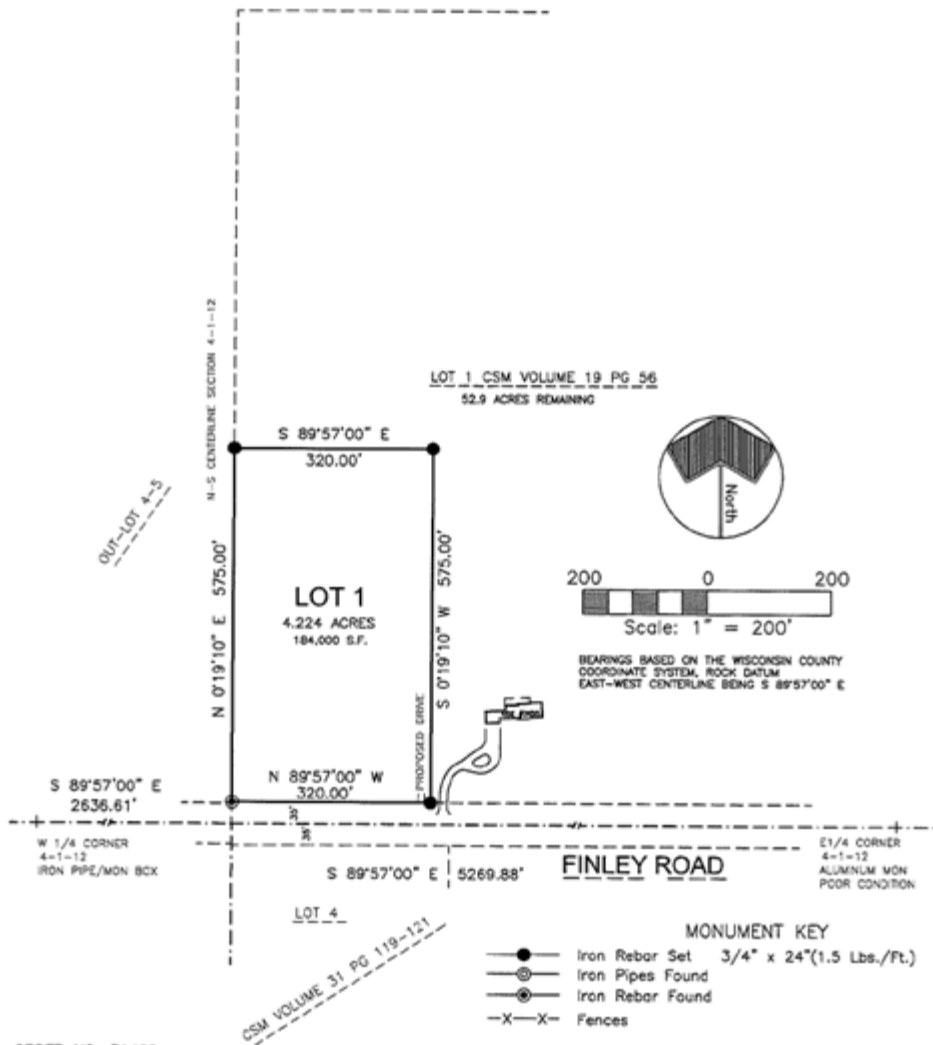 N-S CENTERLINE SECTION 4-1-12
LOT 1 CSM VOLUME 19 PG 56
52.9 ACRES REMAINING
S 89°57'00" E
320.00'
OUT-LOT 4-5
N 0°19'10" E 575.00'
LOT 1
4.224 ACRES
184,000 S.F.
S 0°19'10" W 575.00'
North
200 0 200
Scale: 1" = 200'
BEARINGS BASED ON THE WISCONSIN COUNTY
COORDINATE SYSTEM, ROCK DATUM
EAST-WEST CENTERLINE BEING S 89°57'00" E
PROPOSED DRIVE
N 89°57'00" W
320.00'
S 89°57'00" E
2636.61'
35'
35'
W 1/4 CORNER
4-1-12
IRON PIPE/MON BOX
E1/4 CORNER
4-1-12
ALUMINUM MON
POOR CONDITION
FINLEY ROAD
S 89°57'00" E 5269.88'
LOT 4
CSM VOLUME 31 PG 119-121
MONUMENT KEY
Iron Rebar Set 3/4" x 24"(1.5 Lbs./Ft.)
Iron Pipes Found
Iron Rebar Found
-X-X- Fences